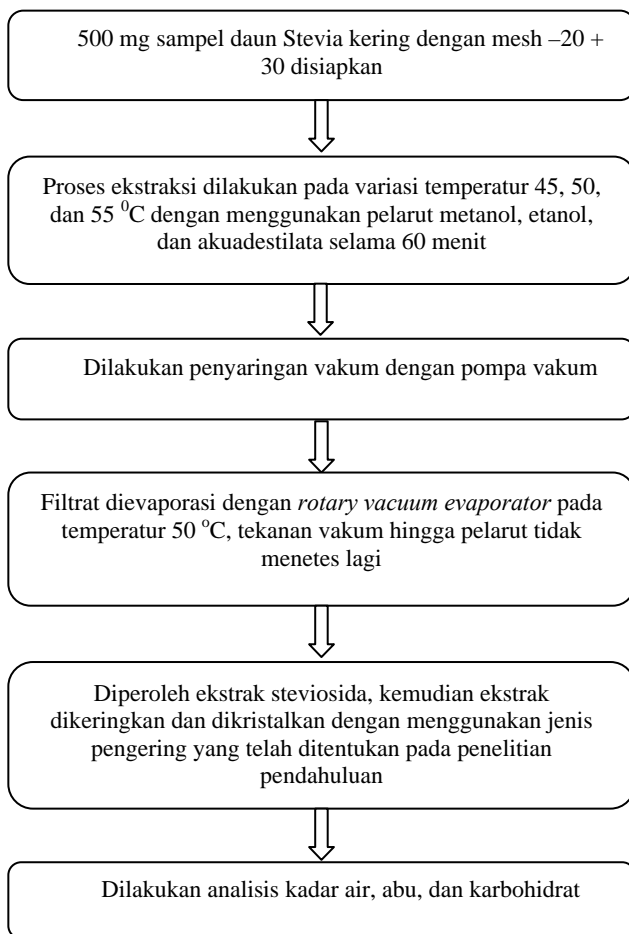 500 mg sampel daun Stevia kering dengan mesh –20 +
30 disiapkan
Proses ekstraksi dilakukan pada variasi temperatur 45, 50,
dan 55 ⁰C dengan menggunakan pelarut metanol, etanol,
dan akuadestilata selama 60 menit
Dilakukan penyaringan vakum dengan pompa vakum
Filtrat dievaporasi dengan rotary vacuum evaporator pada
temperatur 50 °C, tekanan vakum hingga pelarut tidak
menetes lagi
Diperoleh ekstrak steviosida, kemudian ekstrak
dikeringkan dan dikristalkan dengan menggunakan jenis
pengering yang telah ditentukan pada penelitian
pendahuluan
Dilakukan analisis kadar air, abu, dan karbohidrat